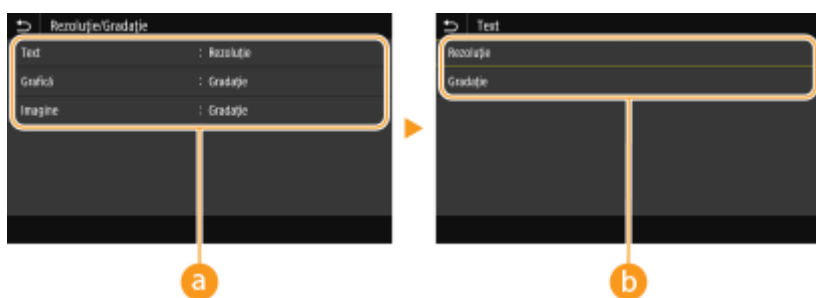 Rezoluție/Gradație
Text : Rezoluție
Grafică : Gradație
Imagine : Gradație
a
Text
Rezoluție
Gradație
b